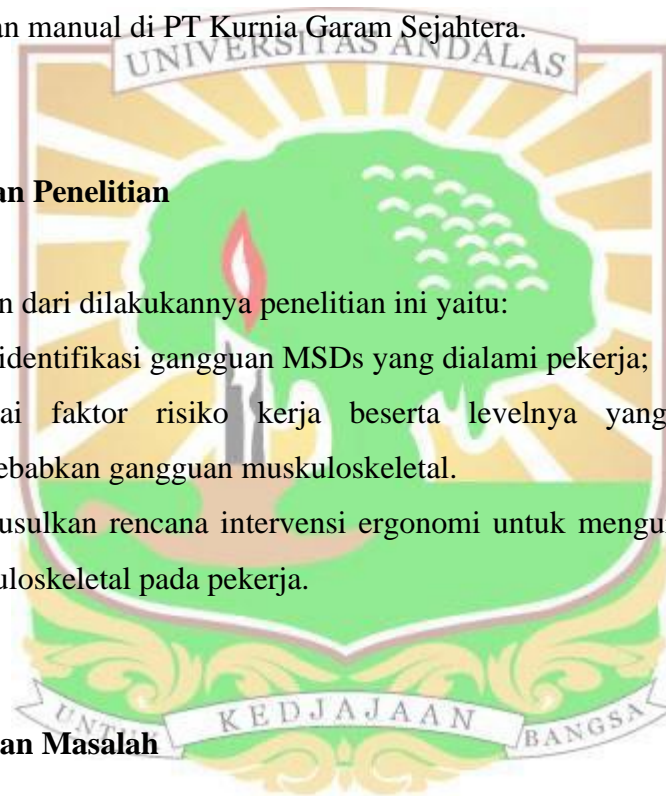 an manual di PT Kurnia Garam Sejahtera.
UNIVERSITAS ANDALAS
an Penelitian
n dari dilakukannya penelitian ini yaitu:
identifikasi gangguan MSDs yang dialami pekerja;
ai faktor risiko kerja beserta levelnya yang
ebabkan gangguan muskuloskeletal.
usulkan rencana intervensi ergonomi untuk mengu
uloskeletal pada pekerja.
UNTUK KEDJAJAAN BANGSA
an Masalah